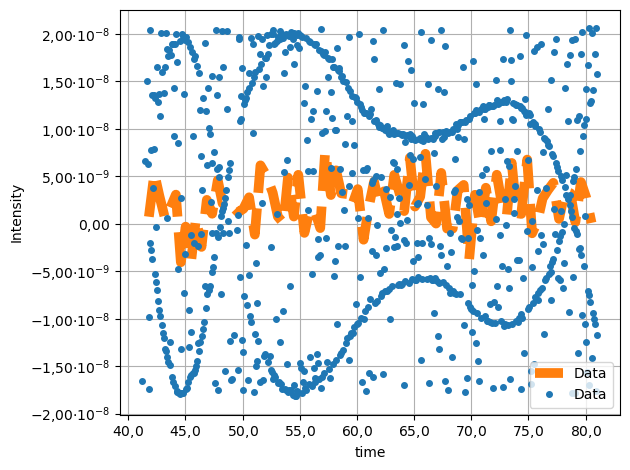 Intensity
2,00·10⁻⁸
1,50·10⁻⁸
1,00·10⁻⁸
5,00·10⁻⁹
0,00
−5,00·10⁻⁹
−1,00·10⁻⁸
−1,50·10⁻⁸
−2,00·10⁻⁸
40,0 45,0 50,0 55,0 60,0 65,0 70,0 75,0 80,0
time
Data
Data